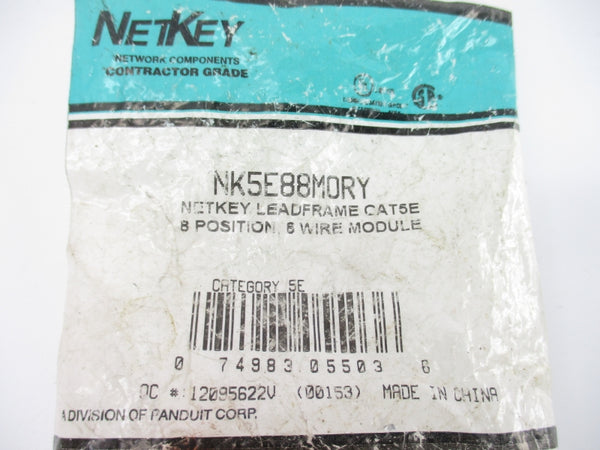 NETKEY
NETWORK COMPONENTS
CONTRACTOR GRADE
NK5E88MORY
NETKEY LEADFRAME CAT5E
8 POSITION, 8 WIRE MODULE
CATEGORY 5E
0 74983 05503 6
QC #: 12095622V (00153) MADE IN CHINA
A DIVISION OF PANDUIT CORP.